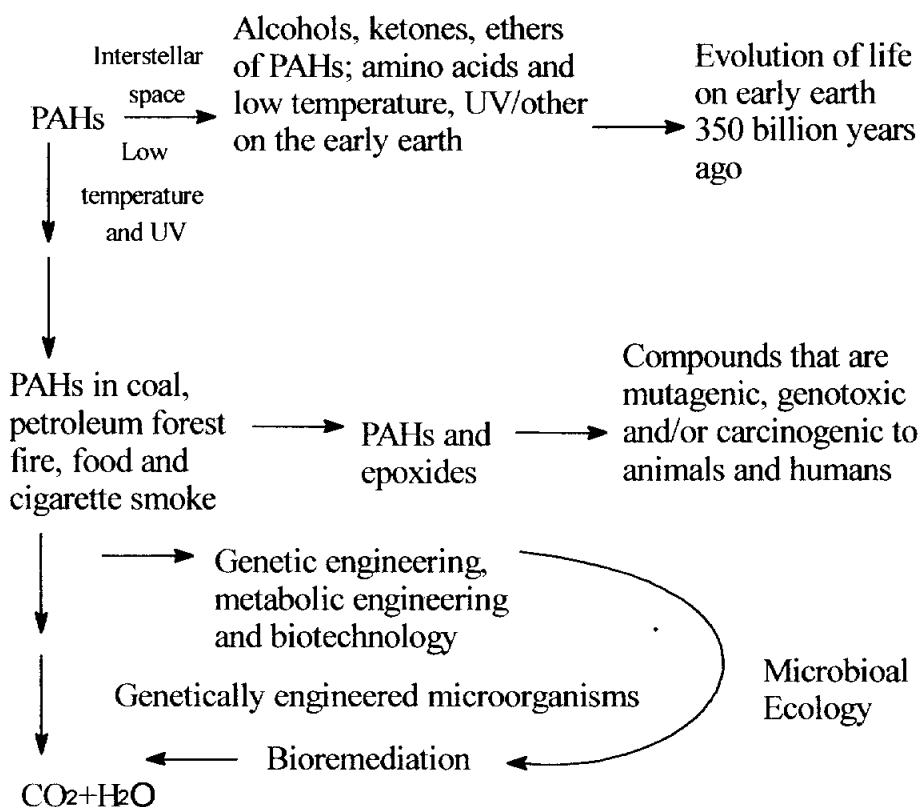 Interstellar
space
PAHs
Low
temperature
and UV
Alcohols, ketones, ethers
of PAHs; amino acids and
low temperature, UV/other
on the early earth
Evolution of life
on early earth
350 billion years
ago
PAHs in coal,
petroleum forest
fire, food and
cigarette smoke
PAHs and
epoxides
Compounds that are
mutagenic, genotoxic
and/or carcinogenic to
animals and humans
Genetic engineering,
metabolic engineering
and biotechnology
Genetically engineered microorganisms
Microbioal
Ecology
Bioremediation
CO2+H2O